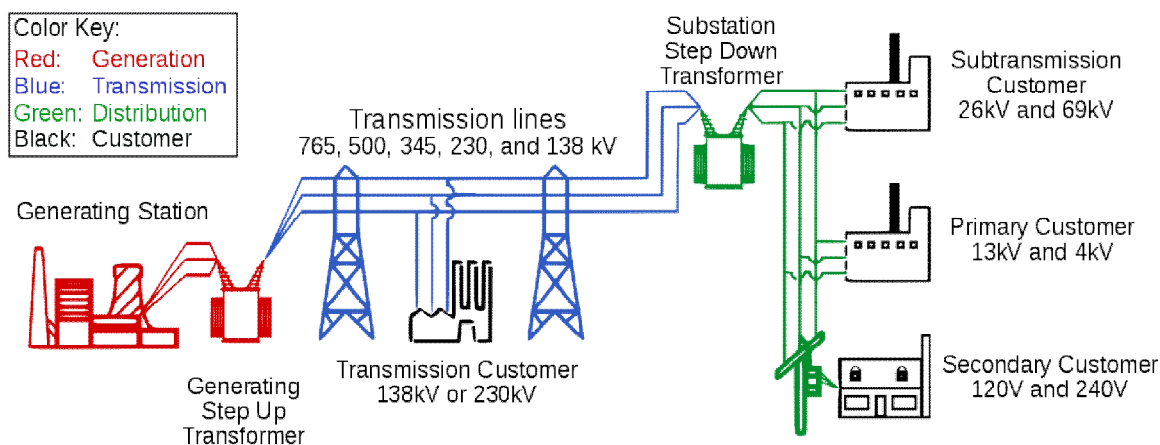 Color Key:
Red: Generation
Blue: Transmission
Green: Distribution
Black: Customer
Generating Station
Generating
Step Up
Transformer
Transmission lines
765, 500, 345, 230, and 138 kV
Transmission Customer
138kV or 230kV
Substation
Step Down
Transformer
Subtransmission
Customer
26kV and 69kV
Primary Customer
13kV and 4kV
Secondary Customer
120V and 240V